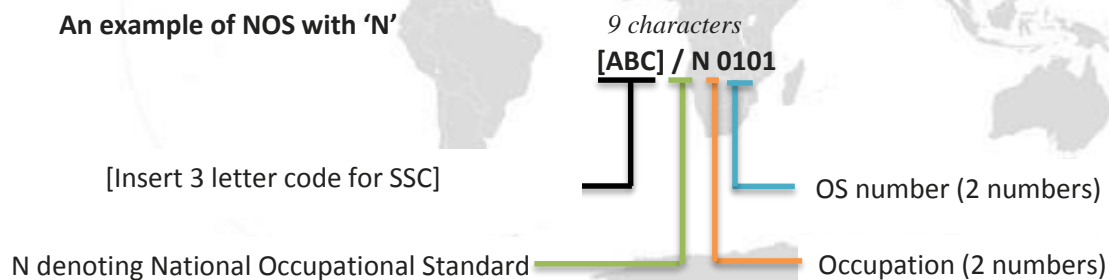 An example of NOS with ‘N’
9 characters
[ABC] / N 0101
[Insert 3 letter code for SSC]
OS number (2 numbers)
N denoting National Occupational Standard
Occupation (2 numbers)